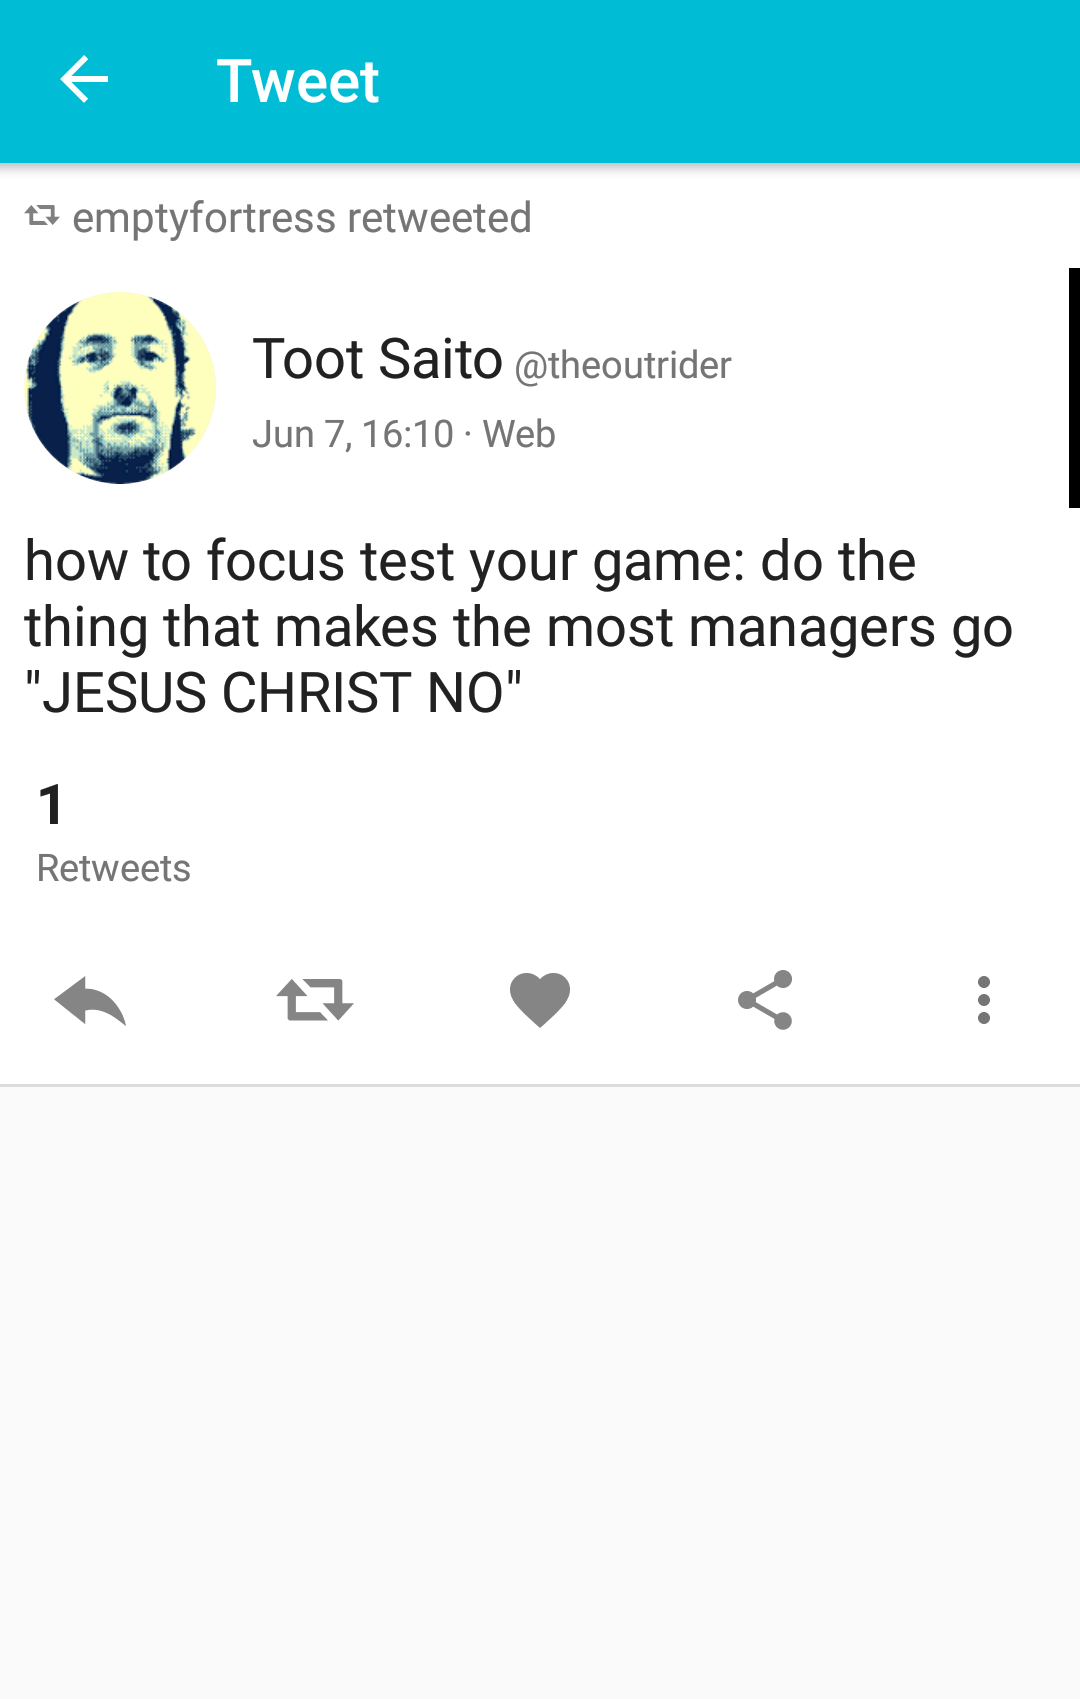 Tweet
emptyfortress retweeted
Toot Saito @theoutrider
Jun 7, 16:10 · Web
how to focus test your game: do the
thing that makes the most managers go
"JESUS CHRIST NO"
1
Retweets